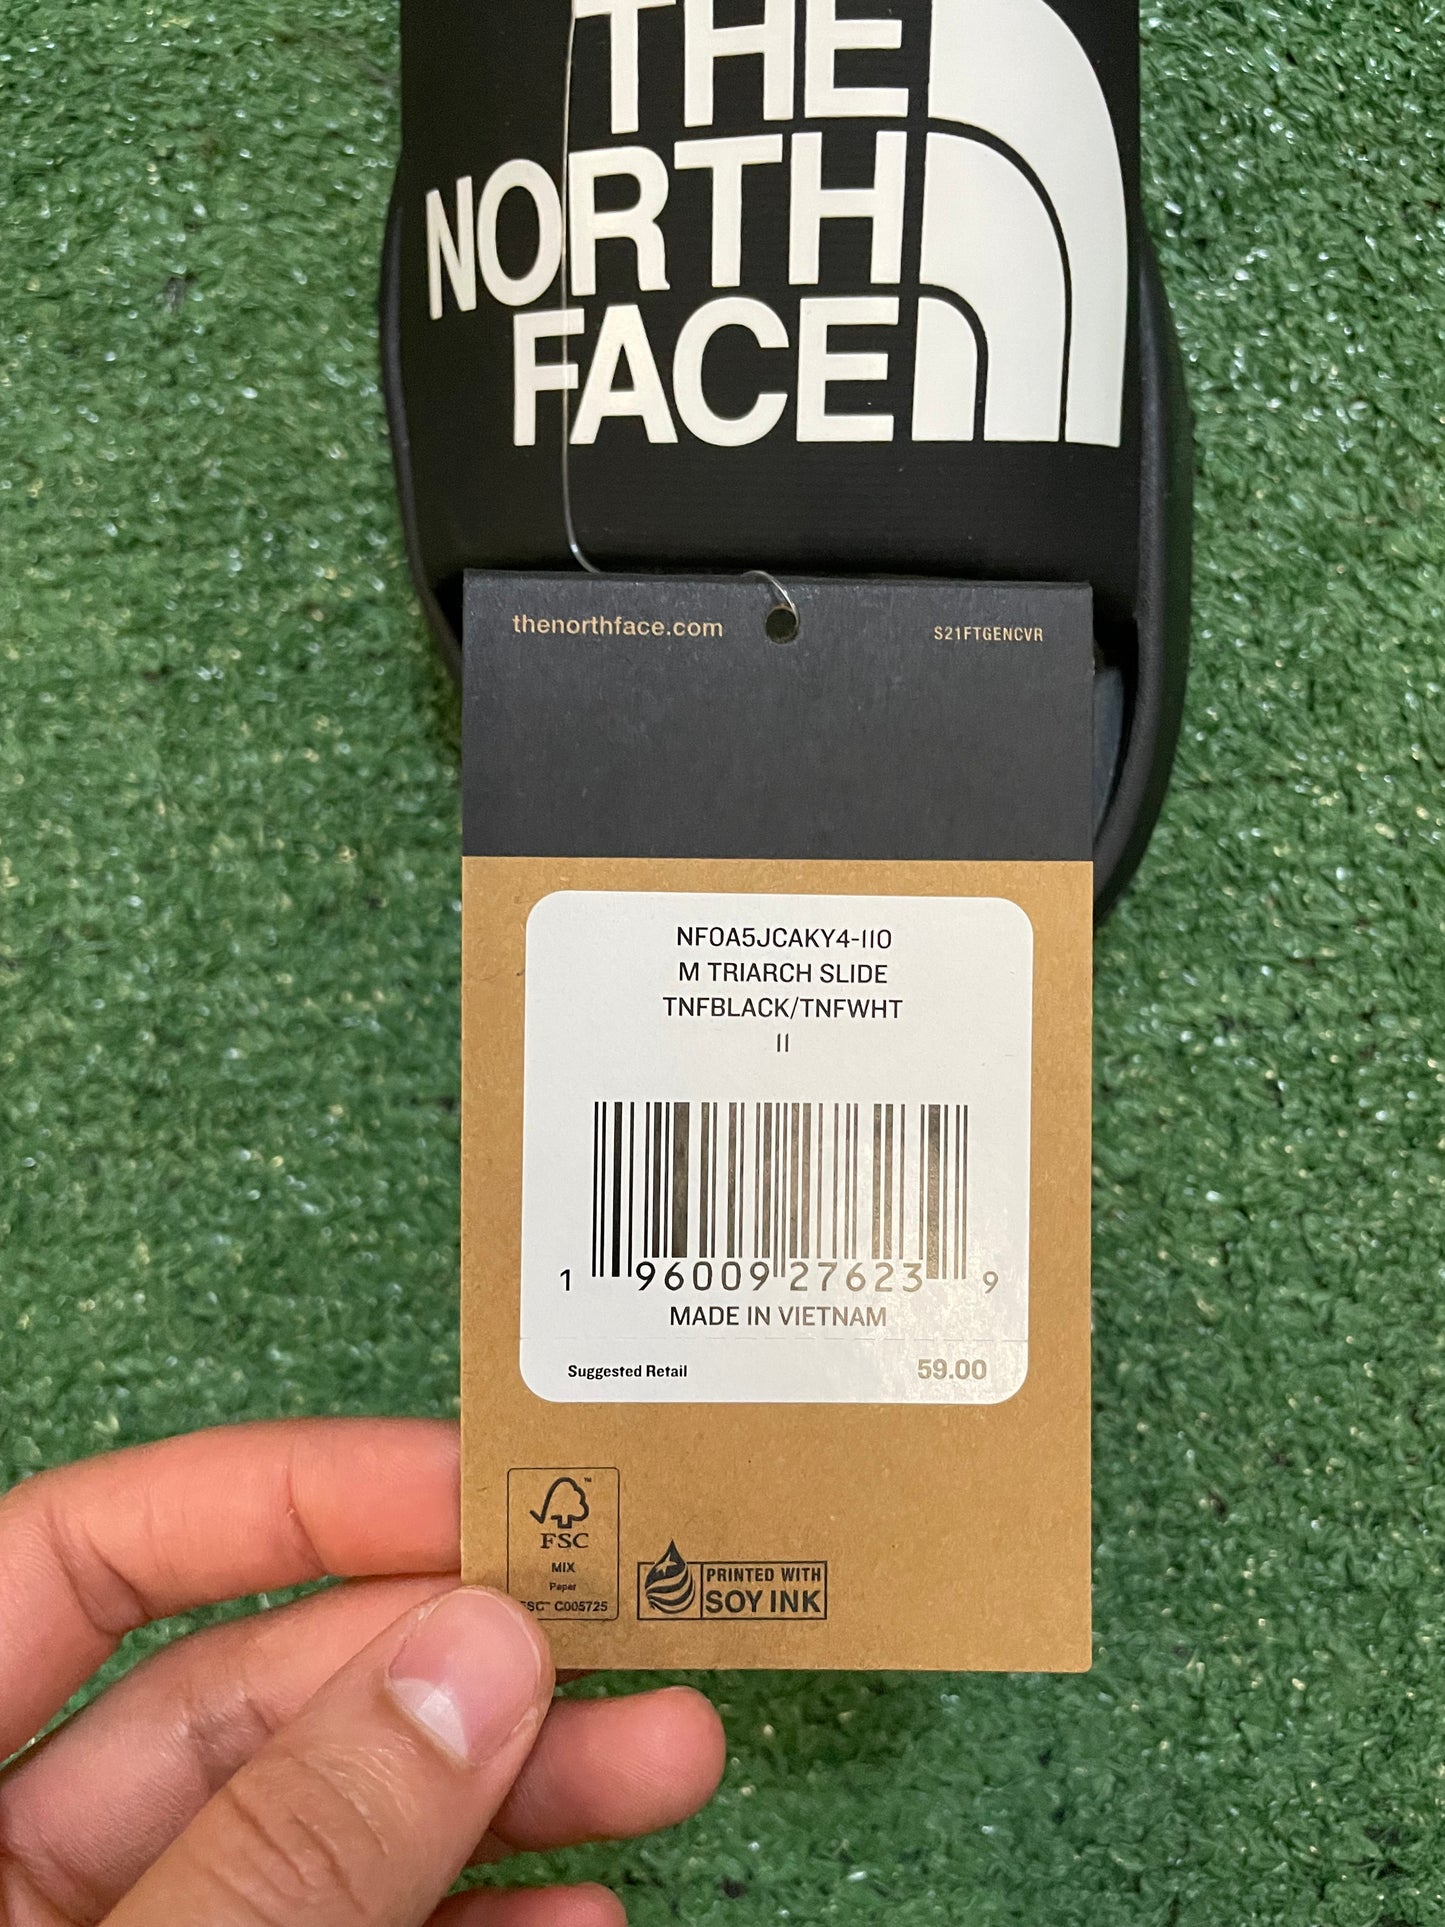 THE
NORTH
FACE
thenorthface.com
S21FTGENCVR
NF0A5JCAKY4-110
M TRIARCH SLIDE
TNFBLACK/TNFWHT
11
1 96009 27623 9
MADE IN VIETNAM
Suggested Retail 59.00
FSC
MIX
Paper
FSC™ C005725
PRINTED WITH
SOY INK